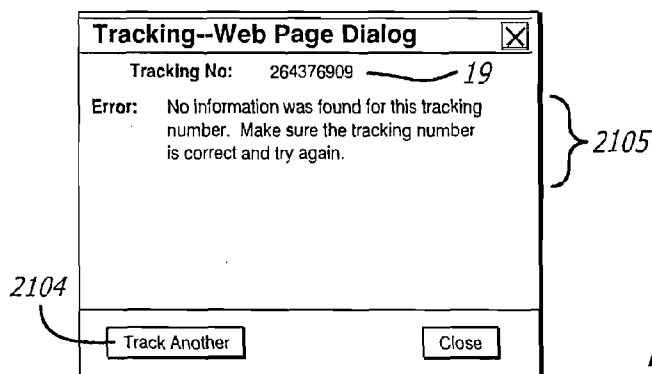 Tracking--Web Page Dialog
Tracking No: 264376909 19
Error: No information was found for this tracking
number. Make sure the tracking number
is correct and try again.
2105
2104
Track Another Close